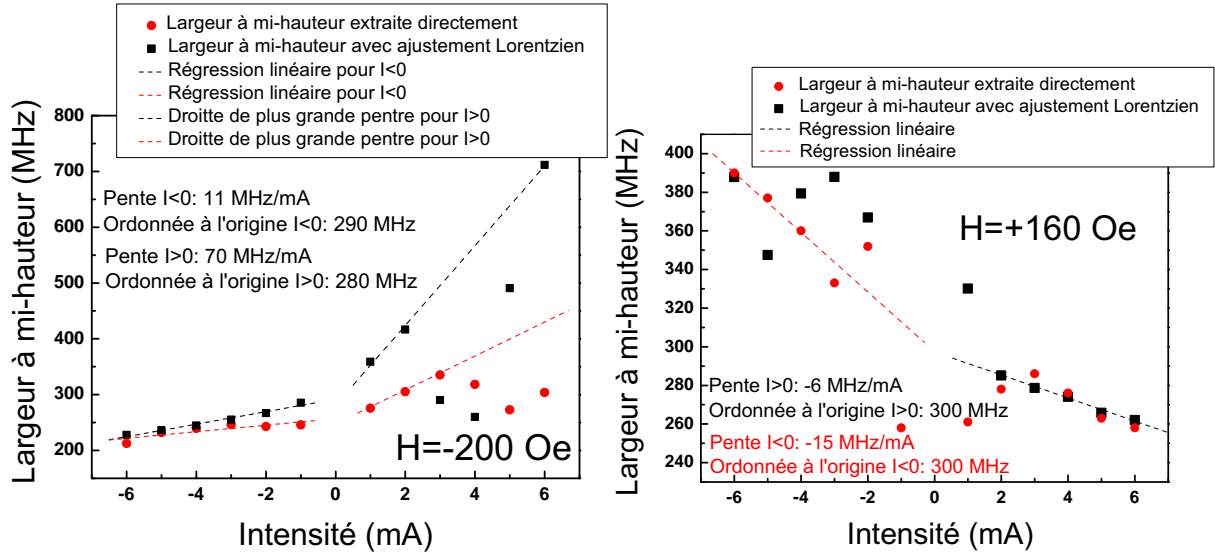 Largeur à mi-hauteur extraite directement
Largeur à mi-hauteur avec ajustement Lorentzien
Régression linéaire pour I<0
Régression linéaire pour I<0
Droitte de plus grande pentre pour I>0
Droitte de plus grande pentre pour I>0
Largeur à mi-hauteur (MHz)
800
700
600
500
400
300
200
Pente I<0: 11 MHz/mA
Ordonnée à l'origine I<0: 290 MHz
Pente I>0: 70 MHz/mA
Ordonnée à l'origine I>0: 280 MHz
H=-200 Oe
-6 -4 -2 0 2 4 6
Intensité (mA)
Largeur à mi-hauteur extraite directement
Largeur à mi-hauteur avec ajustement Lorentzien
Régression linéaire
Régression linéaire
Largeur à mi-hauteur (MHz)
400
380
360
340
320
300
280
260
240
H=+160 Oe
Pente I>0: -6 MHz/mA
Ordonnée à l'origine I>0: 300 MHz
Pente I<0: -15 MHz/mA
Ordonnée à l'origine I<0: 300 MHz
-6 -4 -2 0 2 4 6
Intensité (mA)